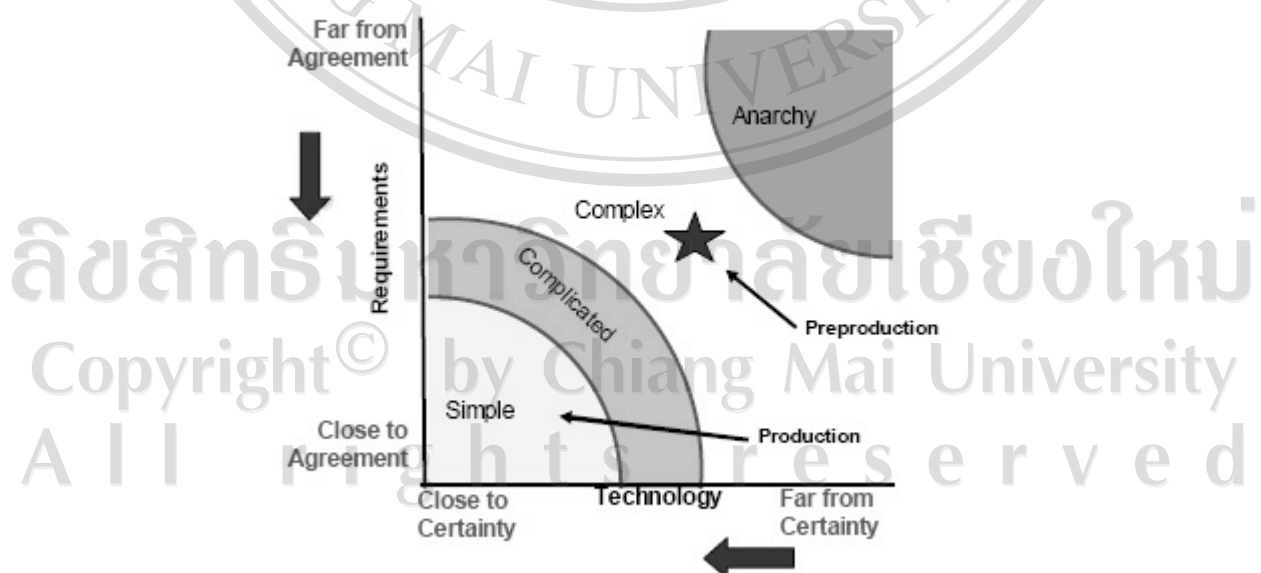 MAI UNIVERSI
Far from
Agreement
Anarchy
Requirements
Complex
Complicated
ลิขสิทธิ์มหาวิทยาลัยเชียงใหม่
Preproduction
Copyright© by Chiang Mai University
Simple
Production
Close to
Agreement
All rights reserved
Technology
Close to
Certainty
Far from
Certainty